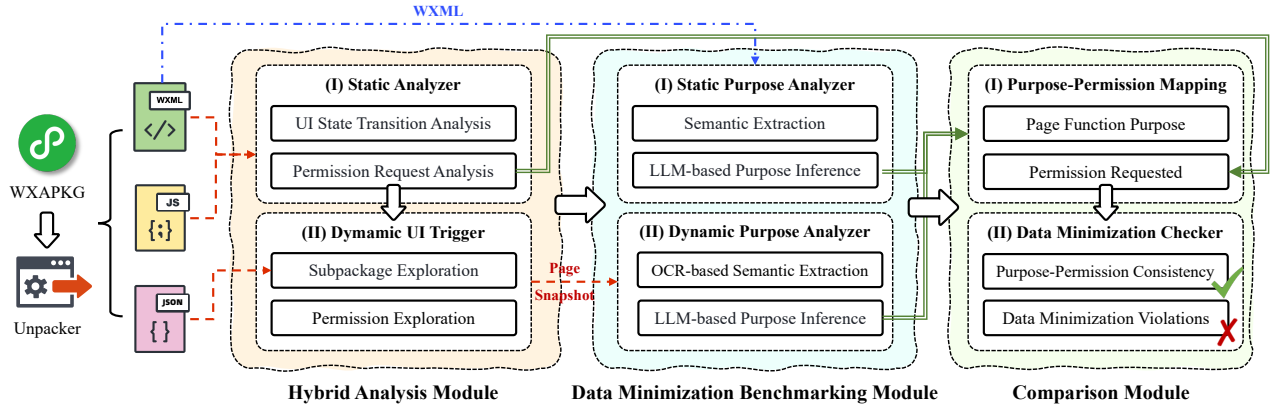 WXML
WXAPKG
Unpacker
WXML
</>
JS
{;}
JSON
{ }
(I) Static Analyzer
UI State Transition Analysis
Permission Request Analysis
(II) Dymamic UI Trigger
Subpackage Exploration
Permission Exploration
Hybrid Analysis Module
Page
Snapshot
(I) Static Purpose Analyzer
Semantic Extraction
LLM-based Purpose Inference
(II) Dynamic Purpose Analyzer
OCR-based Semantic Extraction
LLM-based Purpose Inference
Data Minimization Benchmarking Module
(I) Purpose-Permission Mapping
Page Function Purpose
Permission Requested
(II) Data Minimization Checker
Purpose-Permission Consistency
Data Minimization Violations
Comparison Module